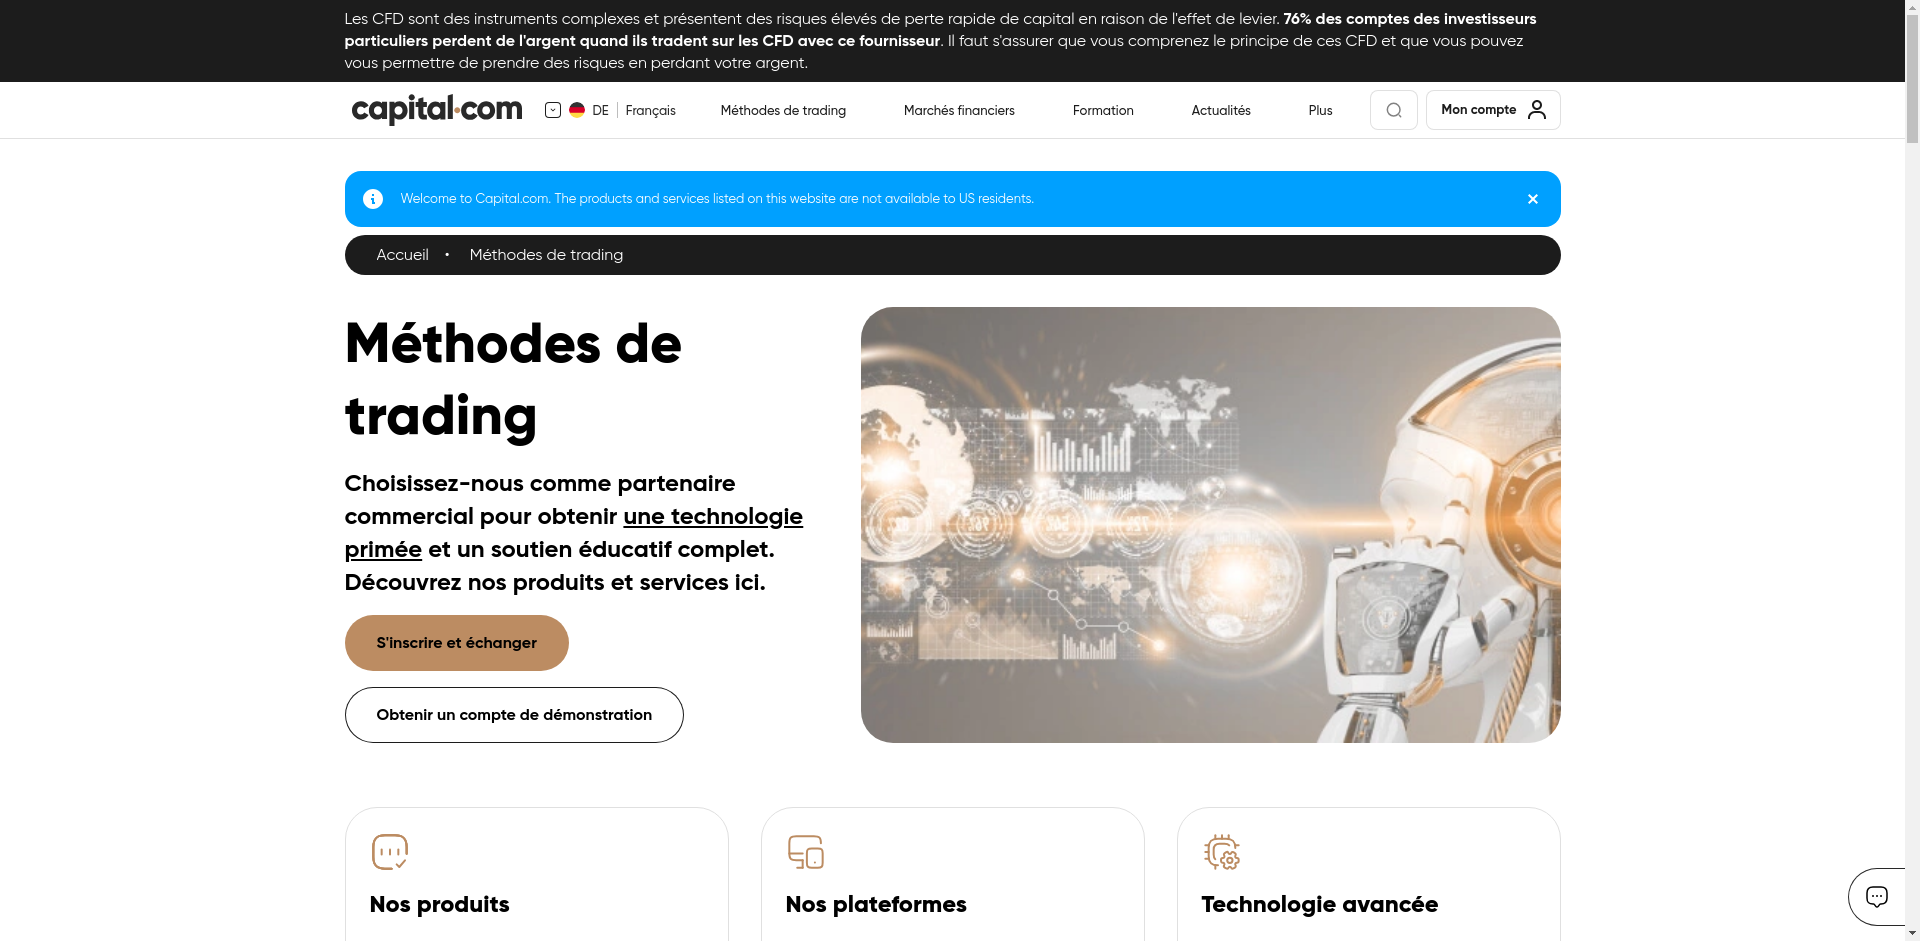 Les CFD sont des instruments complexes et présentent des risques élevés de perte rapide de capital en raison de l'effet de levier. 76% des comptes des investisseurs
particuliers perdent de l'argent quand ils tradent sur les CFD avec ce fournisseur. Il faut s'assurer que vous comprenez le principe de ces CFD et que vous pouvez
vous permettre de prendre des risques en perdant votre argent.
capital.com DE Français Méthodes de trading Marchés financiers Formation Actualités Plus Mon compte
Welcome to Capital.com. The products and services listed on this website are not available to US residents.
Accueil • Méthodes de trading
Méthodes de
trading
Choisissez-nous comme partenaire
commercial pour obtenir une technologie
primée et un soutien éducatif complet.
Découvrez nos produits et services ici.
S'inscrire et échanger
Obtenir un compte de démonstration
Nos produits
Nos plateformes
Technologie avancée